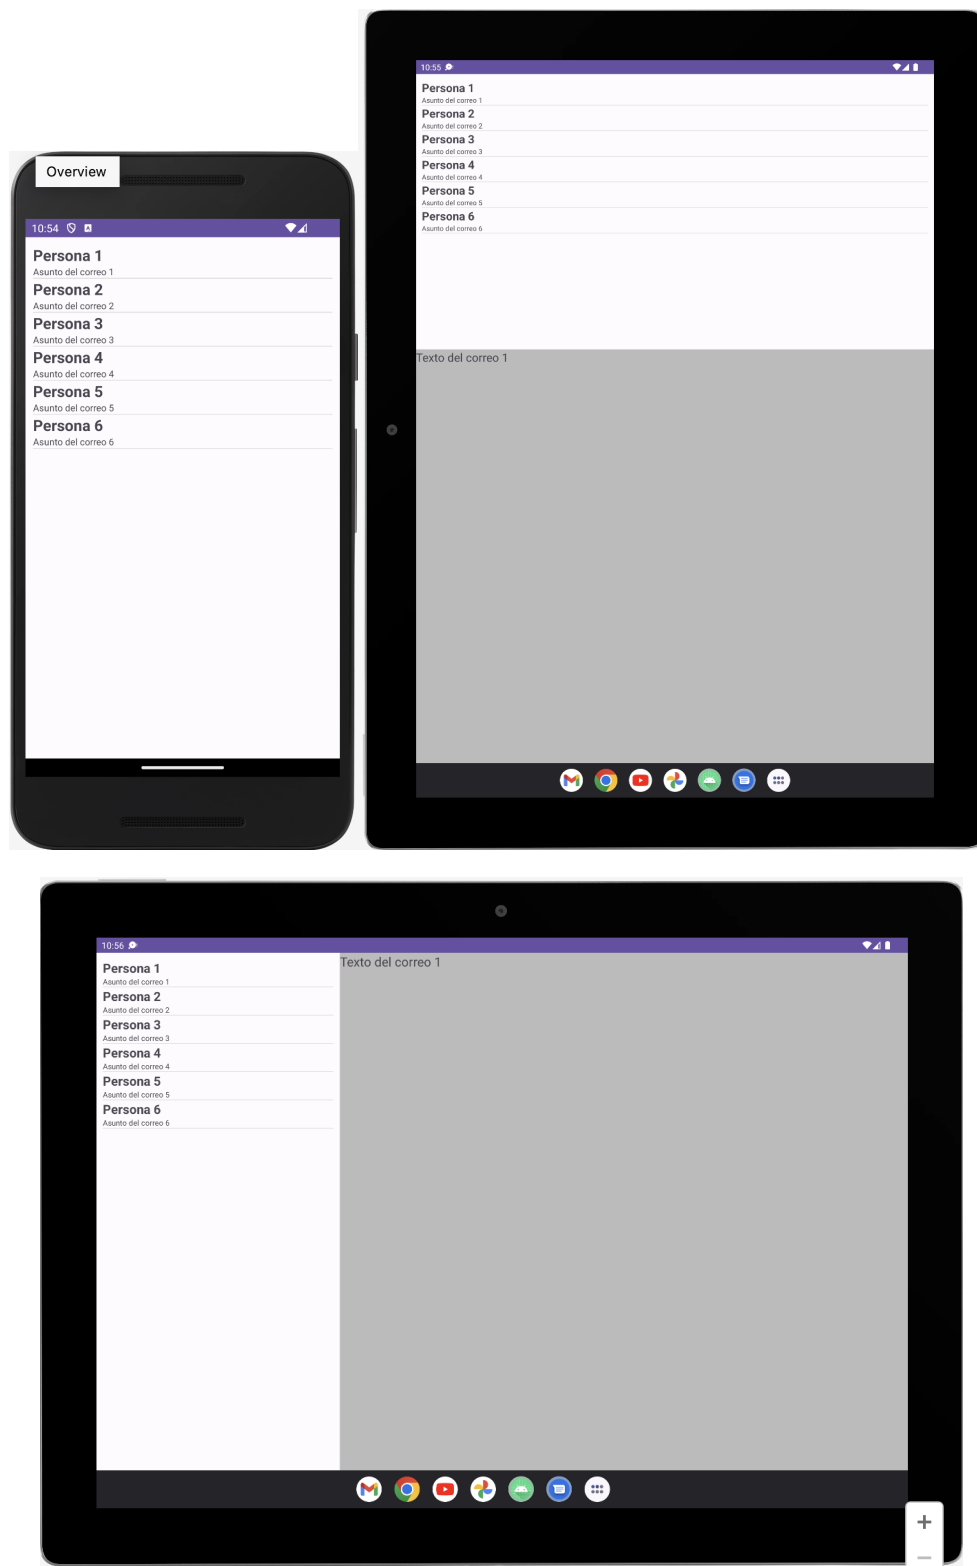 Overview
10:54
Persona 1
Asunto del correo 1
Persona 2
Asunto del correo 2
Persona 3
Asunto del correo 3
Persona 4
Asunto del correo 4
Persona 5
Asunto del correo 5
Persona 6
Asunto del correo 6
10:55
Persona 1
Asunto del correo 1
Persona 2
Asunto del correo 2
Persona 3
Asunto del correo 3
Persona 4
Asunto del correo 4
Persona 5
Asunto del correo 5
Persona 6
Asunto del correo 6
Texto del correo 1
10:56
Persona 1
Asunto del correo 1
Persona 2
Asunto del correo 2
Persona 3
Asunto del correo 3
Persona 4
Asunto del correo 4
Persona 5
Asunto del correo 5
Persona 6
Asunto del correo 6
Texto del correo 1